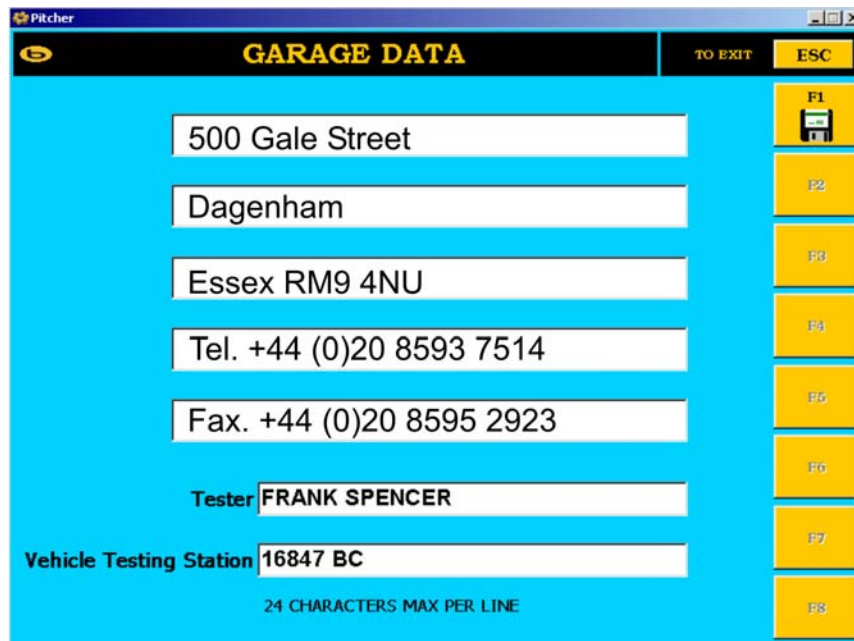 Pitcher
b GARAGE DATA TO EXIT ESC
F1
500 Gale Street
F2
Dagenham
F3
Essex RM9 4NU
F4
Tel. +44 (0)20 8593 7514
F5
Fax. +44 (0)20 8595 2923
F6
Tester FRANK SPENCER
F7
Vehicle Testing Station 16847 BC
24 CHARACTERS MAX PER LINE
F8